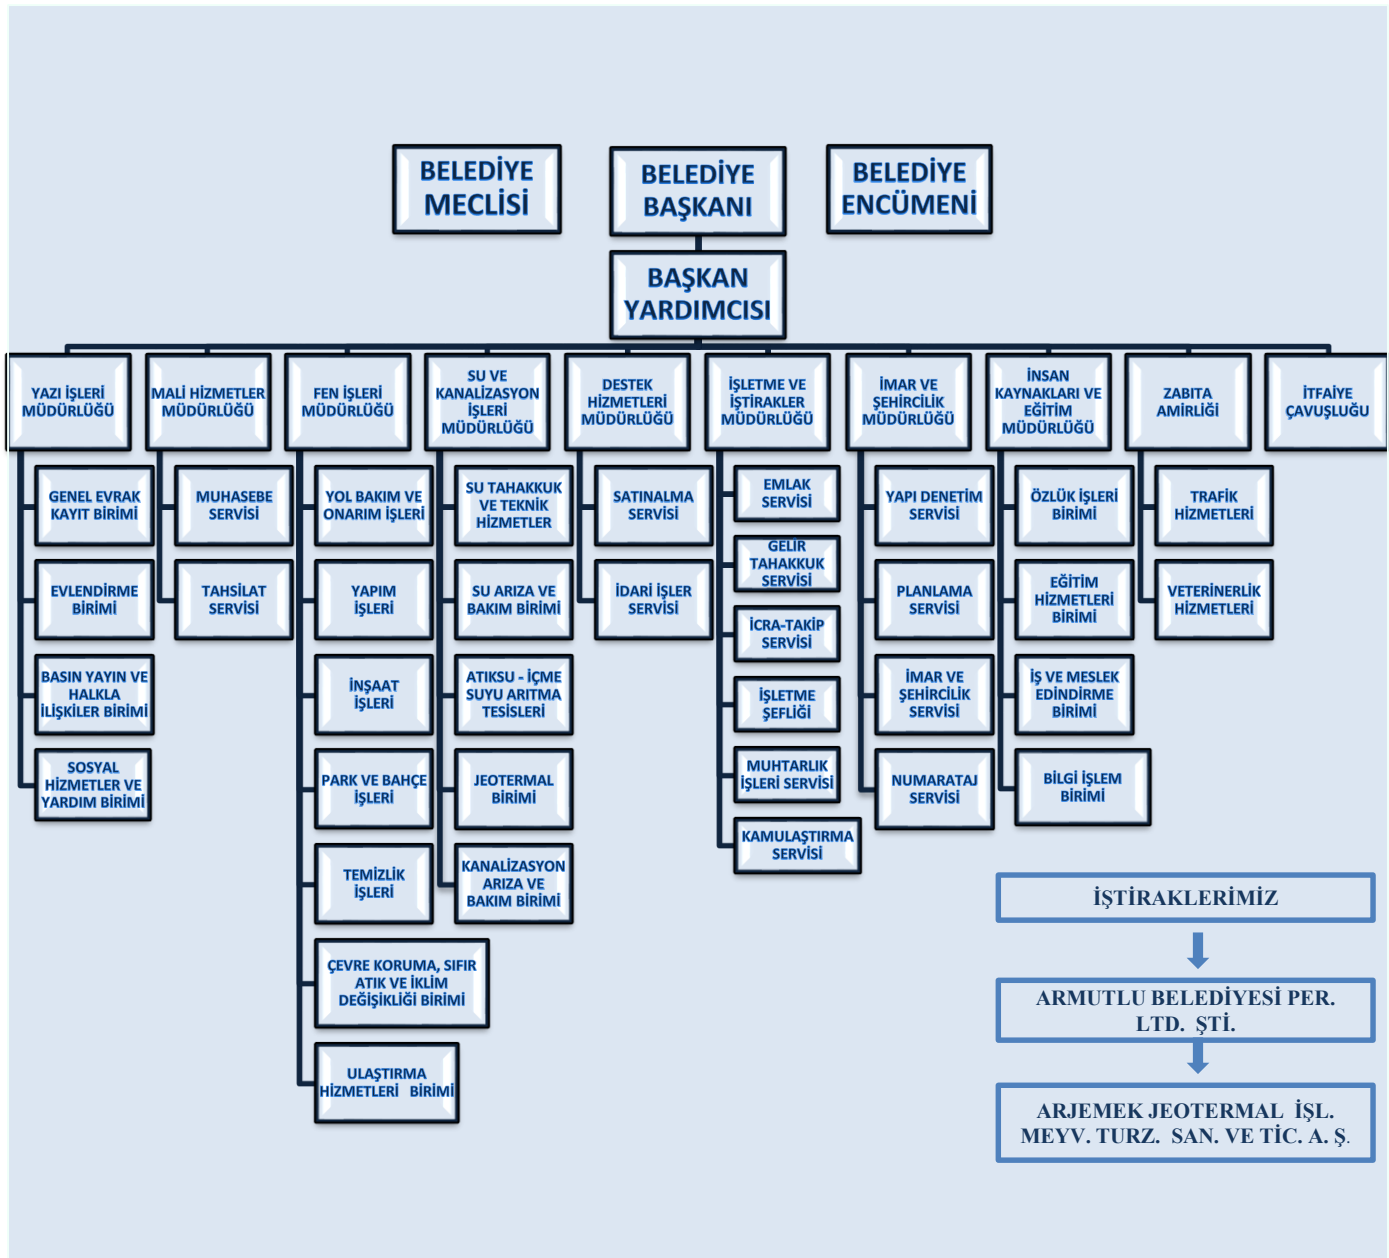 BELEDİYE
MECLİSİ
BELEDİYE
BAŞKANI
BELEDİYE
ENCÜMENİ
BAŞKAN
YARDIMCISI
YAZI İŞLERİ
MÜDÜRLÜĞÜ
GENEL EVRAK
KAYIT BİRİMİ
EVLENDİRME
BİRİMİ
BASIN YAYIN VE
HALKLA
İLİŞKİLER BİRİMİ
SOSYAL
HİZMETLER VE
YARDIM BİRİMİ
MALİ HİZMETLER
MÜDÜRLÜĞÜ
MUHASEBE
SERVİSİ
TAHSİLAT
SERVİSİ
FEN İŞLERİ
MÜDÜRLÜĞÜ
YOL BAKIM VE
ONARIM İŞLERİ
YAPIM
İŞLERİ
İNŞAAT
İŞLERİ
PARK VE BAHÇE
İŞLERİ
TEMİZLİK
İŞLERİ
ÇEVRE KORUMA, SIFIR
ATIK VE İKLİM
DEĞİŞİKLİĞİ BİRİMİ
ULAŞTIRMA
HİZMETLERİ BİRİMİ
SU VE
KANALİZASYON
İŞLERİ
MÜDÜRLÜĞÜ
SU TAHAKKUK
VE TEKNİK
HİZMETLER
SU ARIZA VE
BAKIM BİRİMİ
ATIKSU - İÇME
SUYU ARITMA
TESİSLERİ
JEOTERMAL
BİRİMİ
KANALİZASYON
ARIZA VE
BAKIM BİRİMİ
DESTEK
HİZMETLERİ
MÜDÜRLÜĞÜ
SATINALMA
SERVİSİ
İDARİ İŞLER
SERVİSİ
İŞLETME VE
İŞTİRAKLER
MÜDÜRLÜĞÜ
EMLAK
SERVİSİ
GELİR
TAHAKKUK
SERVİSİ
İCRA-TAKİP
SERVİSİ
İŞLETME
ŞEFLİĞİ
MUHTARLIK
İŞLERİ SERVİSİ
KAMULAŞTIRMA
SERVİSİ
İMAR VE
ŞEHİRCİLİK
MÜDÜRLÜĞÜ
YAPI DENETİM
SERVİSİ
PLANLAMA
SERVİSİ
İMAR VE
ŞEHİRCİLİK
SERVİSİ
NUMARATAJ
SERVİSİ
İNSAN
KAYNAKLARI VE
EĞİTİM
MÜDÜRLÜĞÜ
ÖZLÜK İŞLERİ
BİRİMİ
EĞİTİM
HİZMETLERİ
BİRİMİ
İŞ VE MESLEK
EDİNDİRME
BİRİMİ
BİLGİ İŞLEM
BİRİMİ
ZABITA
AMİRLİĞİ
TRAFİK
HİZMETLERİ
VETERİNERLİK
HİZMETLERİ
İTFAİYE
ÇAVUŞLUĞU
İŞTİRAKLERİMİZ
ARMUTLU BELEDİYESİ PER.
LTD. ŞTİ.
ARJEMEK JEOTERMAL İŞL.
MEYV. TURZ. SAN. VE TİC. A. Ş.